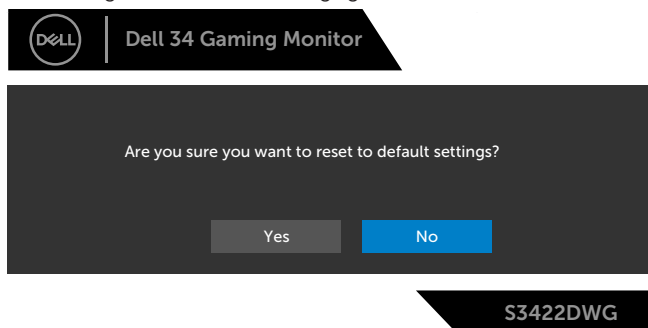 DELL
Dell 34 Gaming Monitor
Are you sure you want to reset to default settings?
Yes
No
S3422DWG